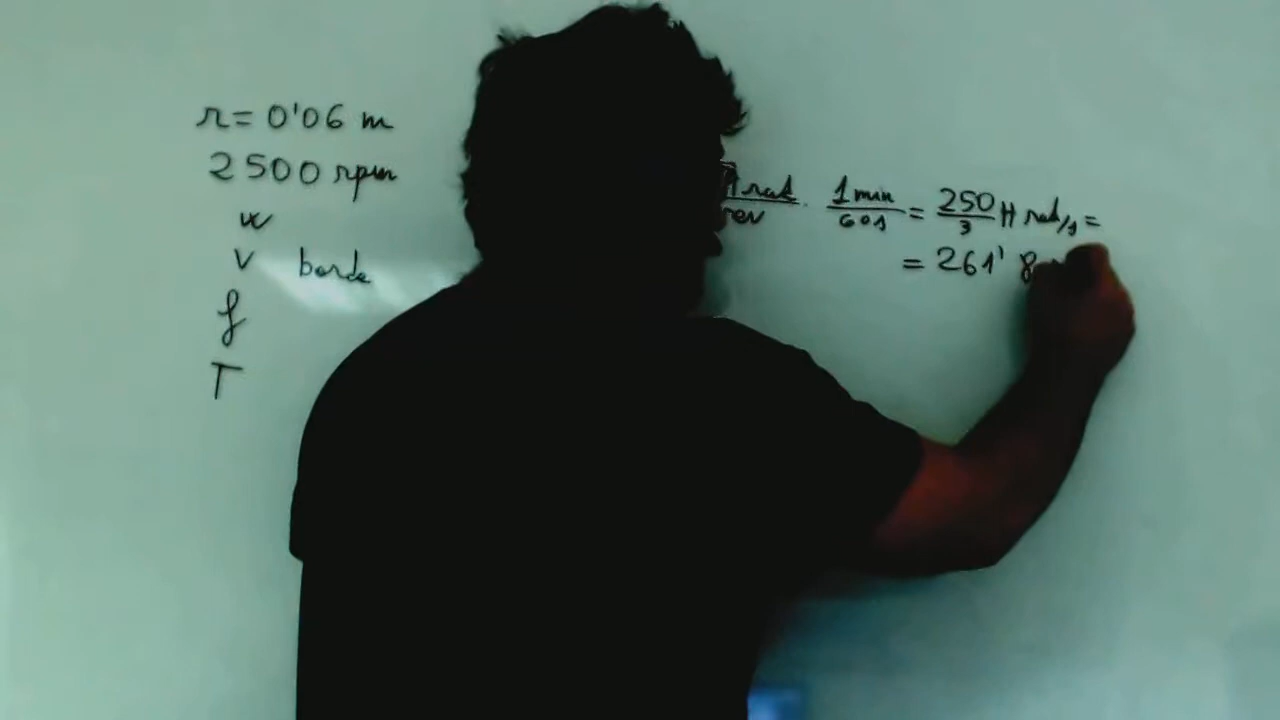 r = 0'06 m
2500 rpm
w
v borde
f
T
π rad/rev · 1 min/60 s = 250/3 π rad/s =
= 261' 8